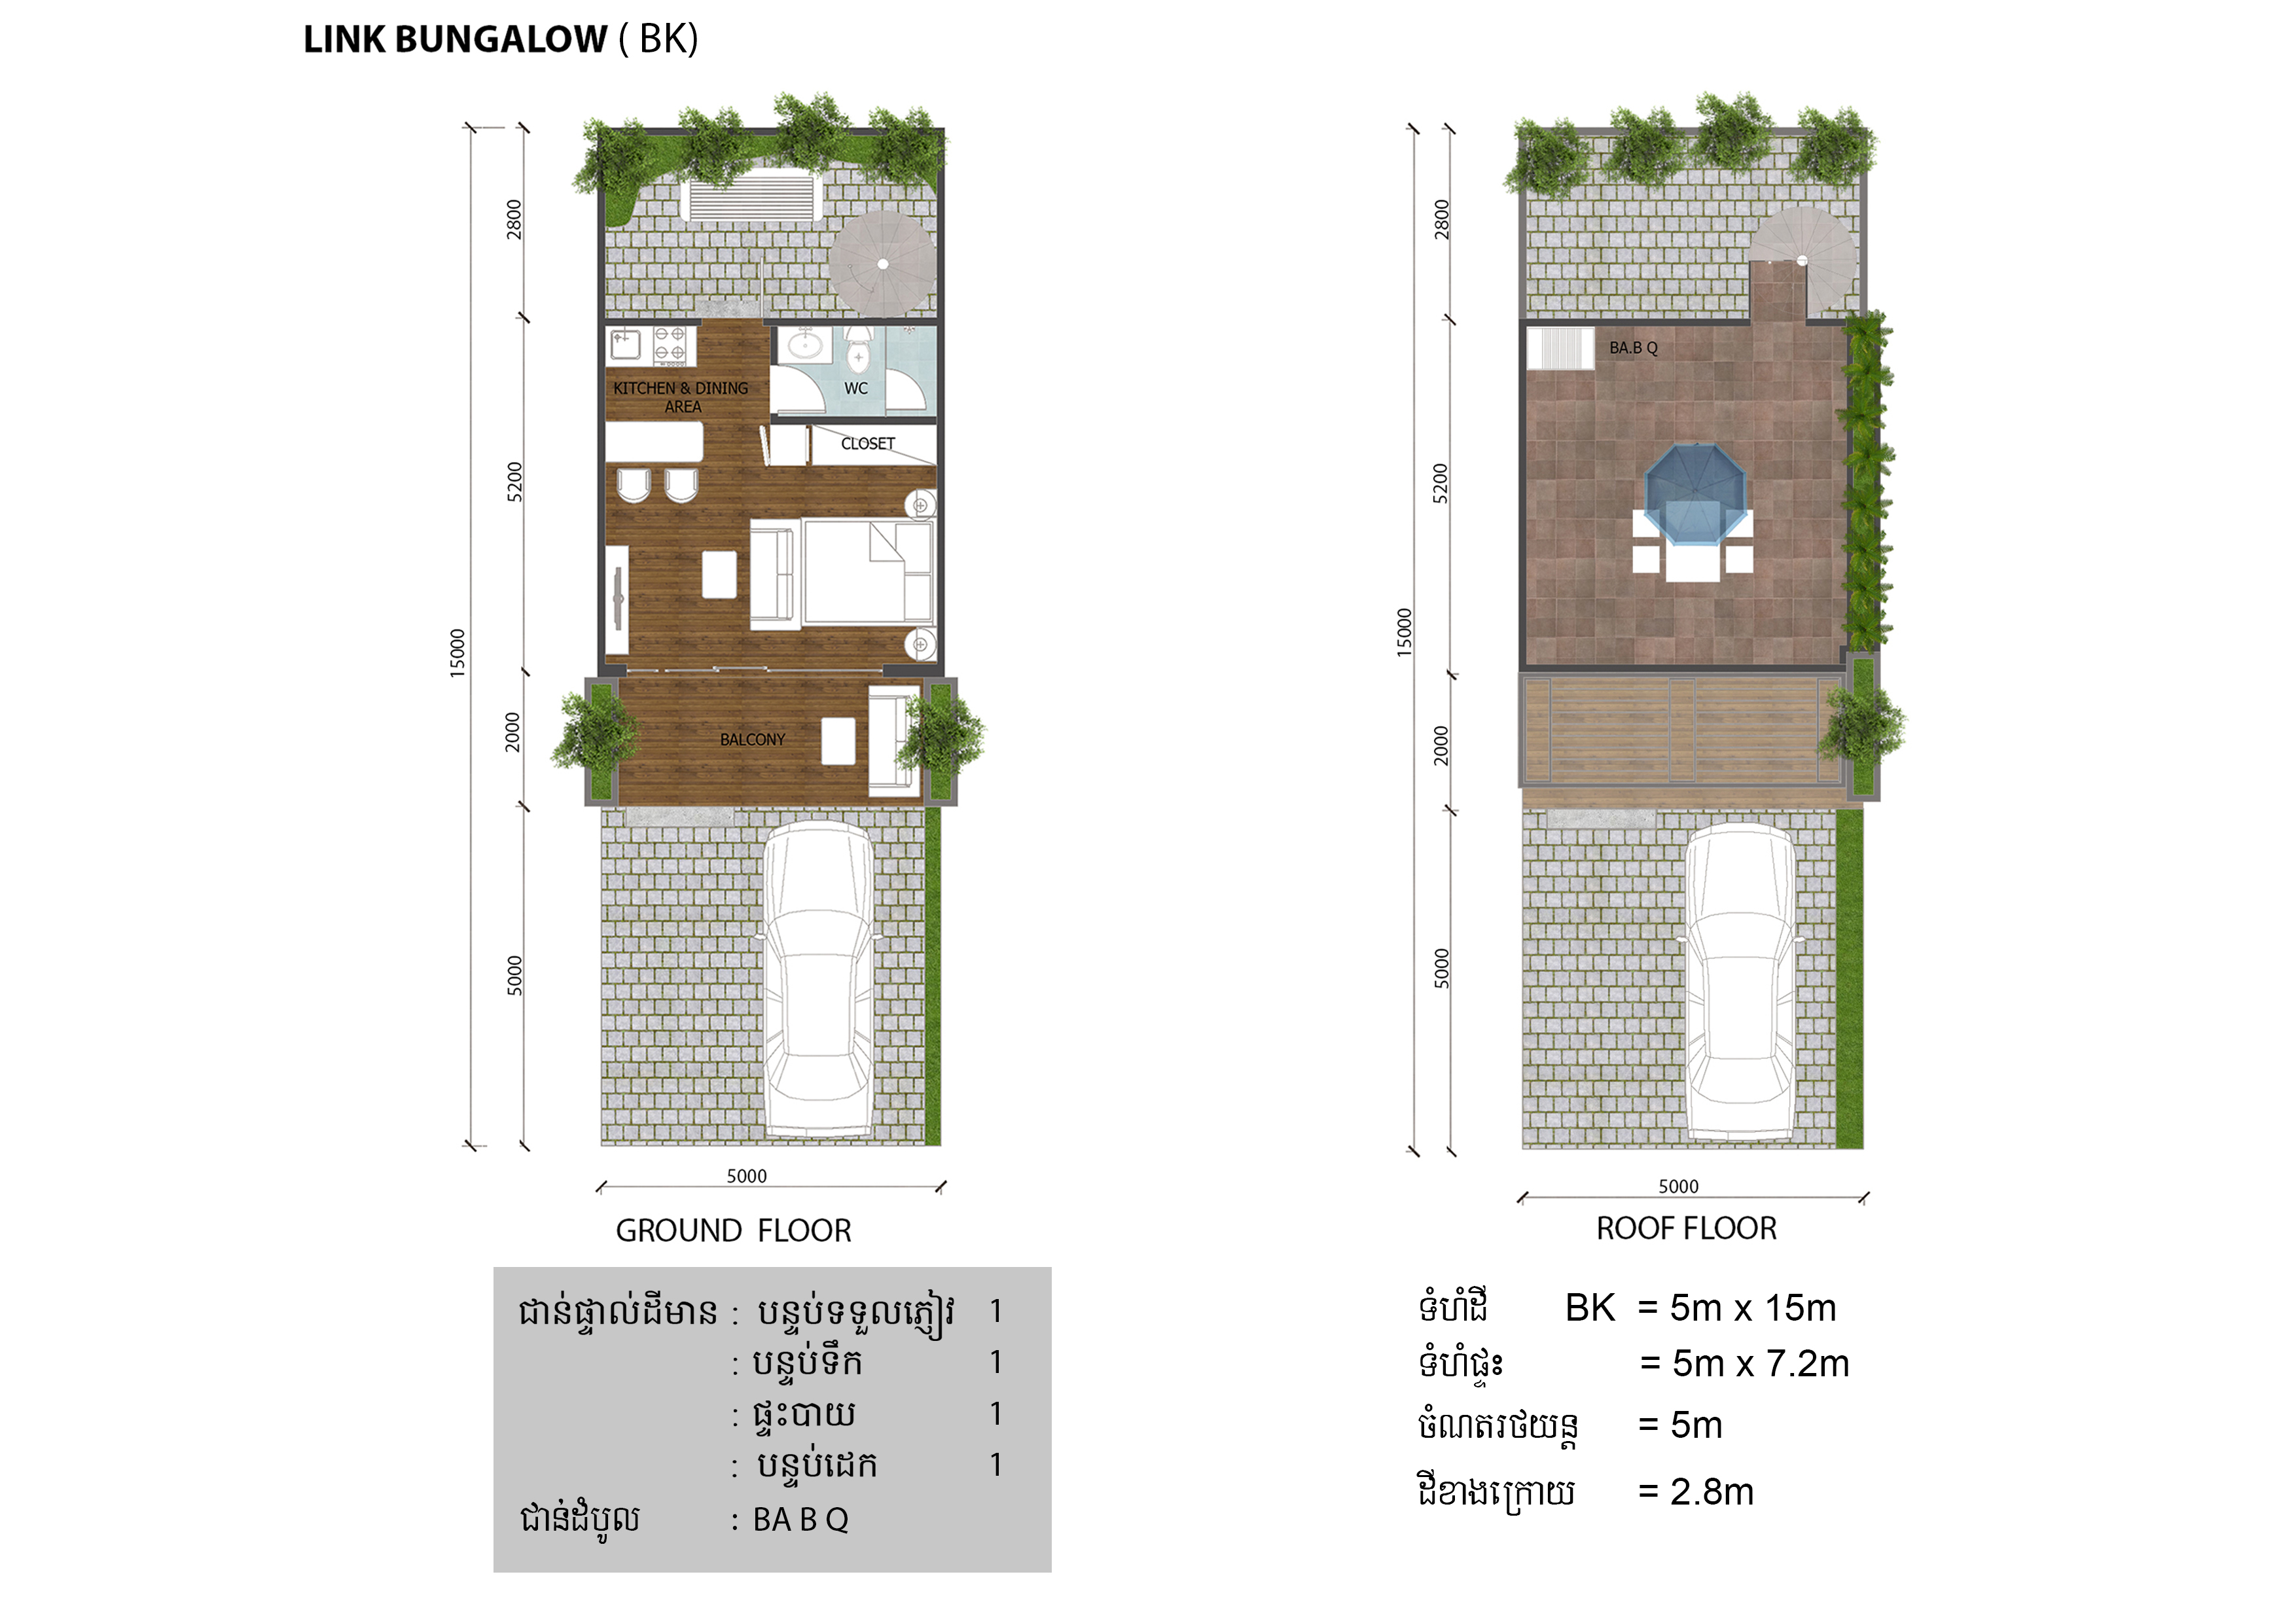 LINK BUNGALOW ( BK)
2800
5200
2000
5000
15000
KITCHEN & DINING
AREA
WC
CLOSET
BALCONY
5000
GROUND FLOOR
2800
5200
2000
5000
15000
BA.B Q
5000
ROOF FLOOR
ជាន់ផ្ទាល់ដីមាន : បន្ទប់ទទួលភ្ញៀវ 1
: បន្ទប់ទឹក 1
: ផ្ទះបាយ 1
: បន្ទប់ដេក 1
ជាន់ដំបូល : BA B Q
ទំហំដី BK = 5m x 15m
ទំហំផ្ទះ = 5m x 7.2m
ចំណតរថយន្ត = 5m
ដីខាងក្រោយ = 2.8m